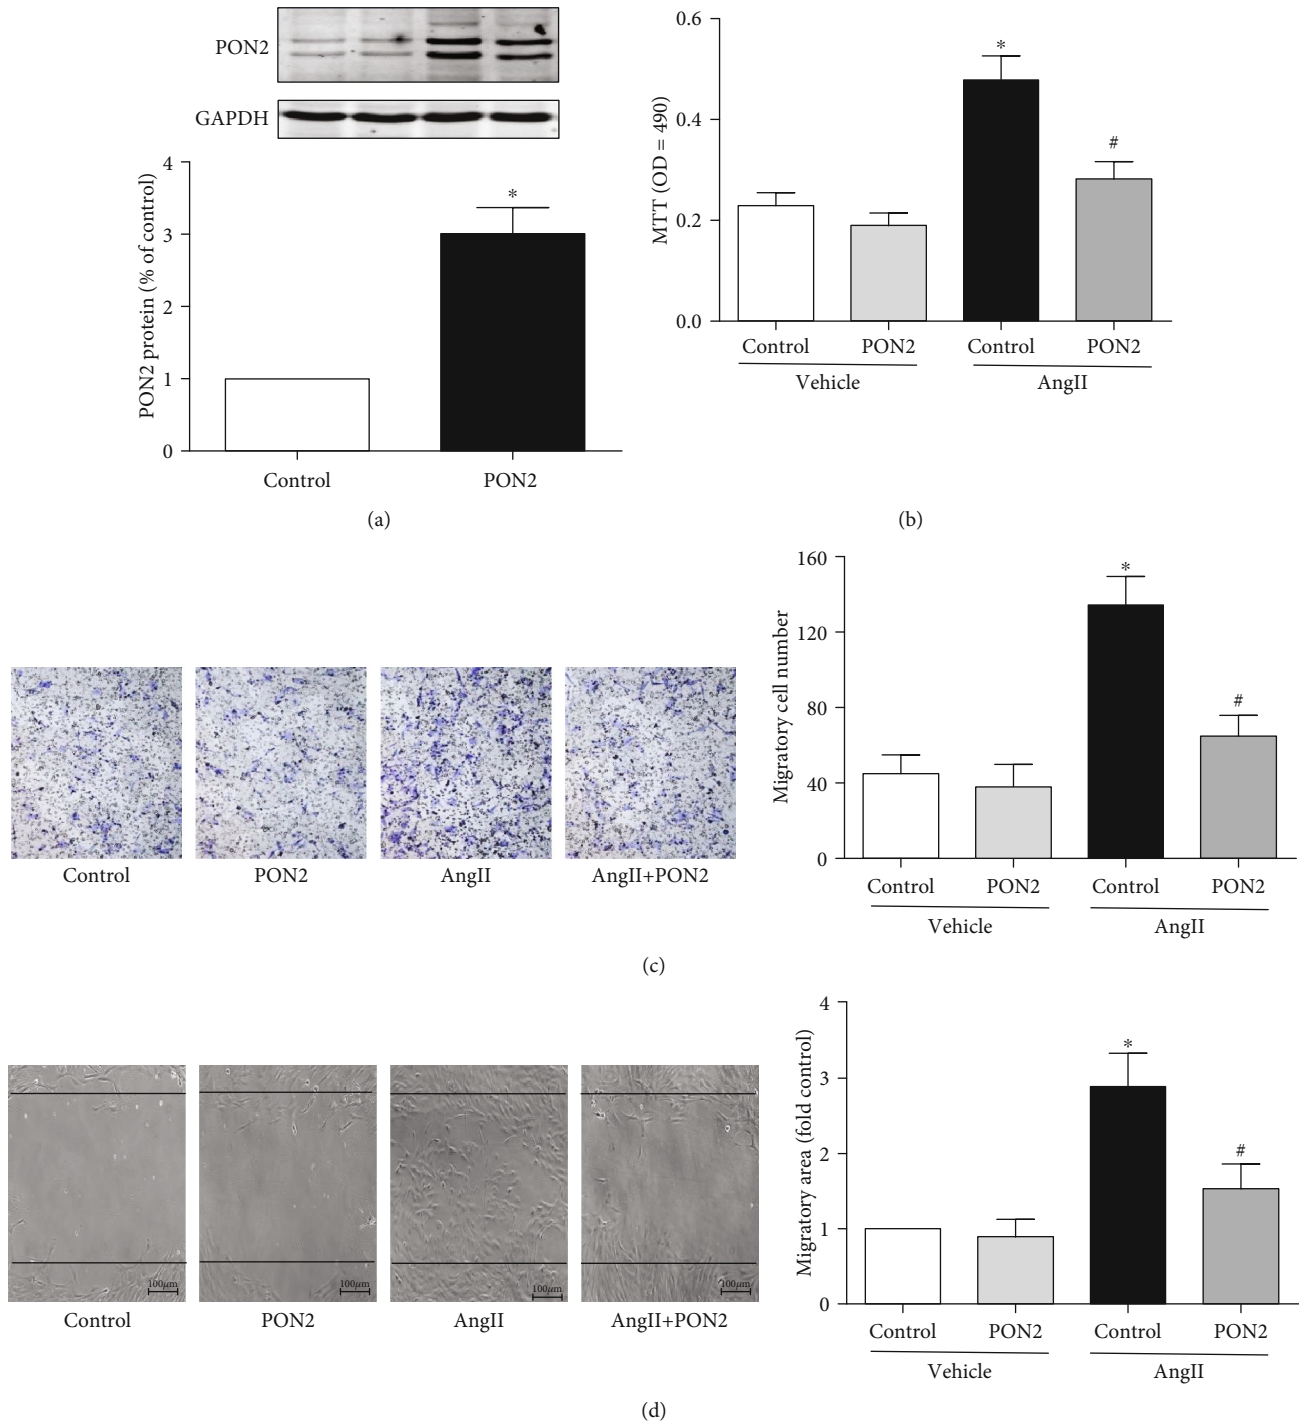 PON2
GAPDH
PON2 protein (% of control)
4
3
2
1
0
*
Control
PON2
(a)
MTT (OD = 490)
0.6
0.4
0.2
0.0
*
#
Control
PON2
Control
PON2
Vehicle
AngII
(b)
Control
PON2
AngII
AngII+PON2
Migratory cell number
160
120
80
40
0
*
#
Control
PON2
Control
PON2
Vehicle
AngII
(c)
100μm
100μm
100μm
100μm
Control
PON2
AngII
AngII+PON2
Migratory area (fold control)
4
3
2
1
0
*
#
Control
PON2
Control
PON2
Vehicle
AngII
(d)